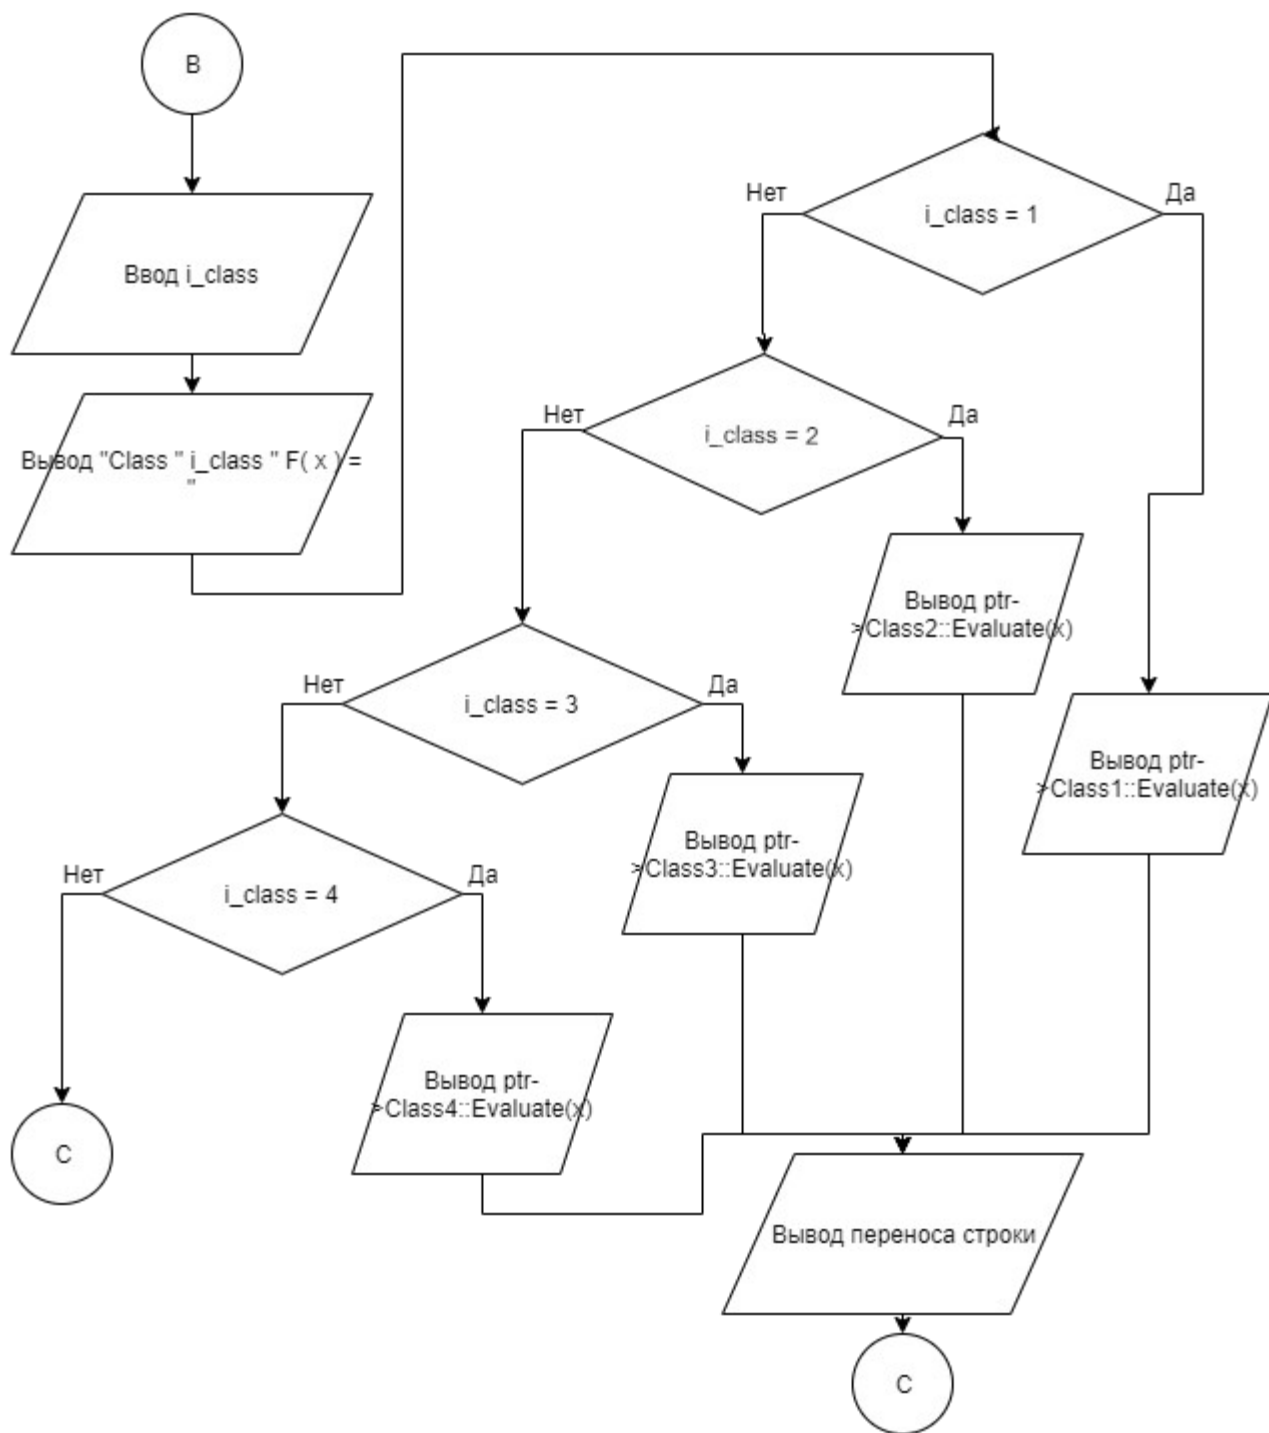 B
Ввод i_class
Вывод "Class " i_class " F( x ) =
"
i_class = 1
Нет
Да
i_class = 2
Нет
Да
Вывод ptr-
>Class2::Evaluate(x)
Вывод ptr-
>Class1::Evaluate(x)
i_class = 3
Нет
Да
Вывод ptr-
>Class3::Evaluate(x)
i_class = 4
Нет
Да
Вывод ptr-
>Class4::Evaluate(x)
C
Вывод переноса строки
C